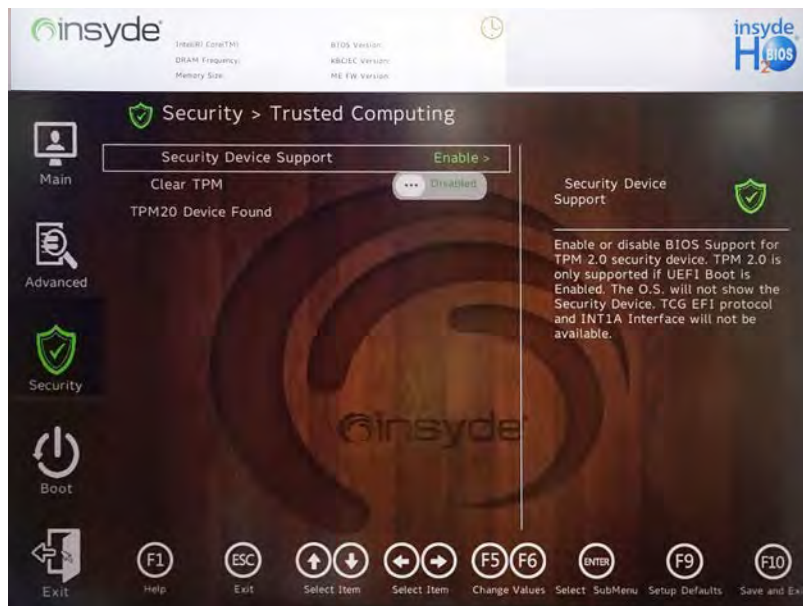 insyde
Intel(R) Core(TM)
BIOS Version:
DRAM Frequency:
KBC/EC Version:
Memory Size:
ME FW Version:
insyde
H2O
BIOS
Security > Trusted Computing
Main
Security Device Support Enable >
Clear TPM Disabled
TPM20 Device Found
Security Device
Support
Enable or disable BIOS Support for
TPM 2.0 security device. TPM 2.0 is
only supported if UEFI Boot is
Enabled. The O.S. will not show the
Security Device. TCG EFI protocol
and INT1A Interface will not be
available.
Advanced
Security
insyde
Boot
Exit
F1 ESC F5 F6 ENTER F9 F10
Help Exit Select Item Select Item Change Values Select SubMenu Setup Defaults Save and Ex